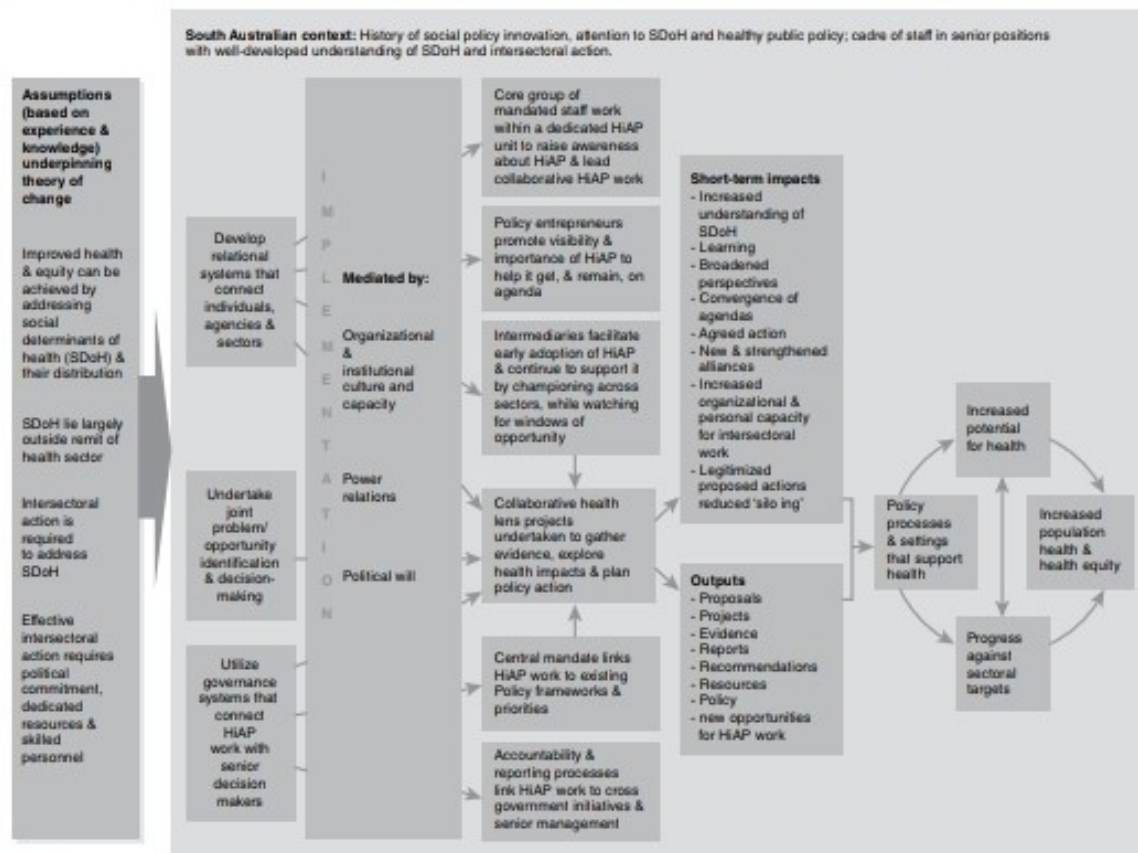 South Australian context: History of social policy innovation, attention to SDoH and healthy public policy; cadre of staff in senior positions
with well-developed understanding of SDoH and intersectoral action.
Assumptions
(based on
experience &
knowledge)
underpinning
theory of
change
Improved health
& equity can be
achieved by
addressing
social
determinants of
health (SDoH) &
their distribution
SDoH lie largely
outside remit of
health sector
Intersectoral
action is
required
to address
SDoH
Effective
intersectoral
action requires
political
commitment,
dedicated
resources &
skilled
personnel
Develop
relational
systems that
connect
individuals,
agencies &
sectors
Undertake
joint
problem/
opportunity
identification
& decision-
making
Utilize
governance
systems that
connect
HiAP
work with
senior
decision
makers
I
M
P
L
E
M
E
N
T
A
T
I
O
N
Mediated by:
Organizational
&
institutional
culture and
capacity
Power
relations
Political will
Core group of
mandated staff work
within a dedicated HiAP
unit to raise awareness
about HiAP & lead
collaborative HiAP work
Policy entrepreneurs
promote visibility &
importance of HiAP to
help it get, & remain, on
agenda
Intermediaries facilitate
early adoption of HiAP
& continue to support it
by championing across
sectors, while watching
for windows of
opportunity
Collaborative health
lens projects
undertaken to gather
evidence, explore
health impacts & plan
policy action
Central mandate links
HiAP work to existing
Policy frameworks &
priorities
Accountability &
reporting processes
link HiAP work to cross
government initiatives &
senior management
Short-term impacts
- Increased
understanding of
SDoH
- Learning
- Broadened
perspectives
- Convergence of
agendas
- Agreed action
- New & strengthened
alliances
- Increased
organizational &
personal capacity
for intersectoral
work
- Legitimized
proposed actions
reduced 'silo ing'
Outputs
- Proposals
- Projects
- Evidence
- Reports
- Recommendations
- Resources
- Policy
- new opportunities
for HiAP work
Policy
processes
& settings
that support
health
Increased
potential
for health
Progress
against
sectoral
targets
Increased
population
health &
health equity